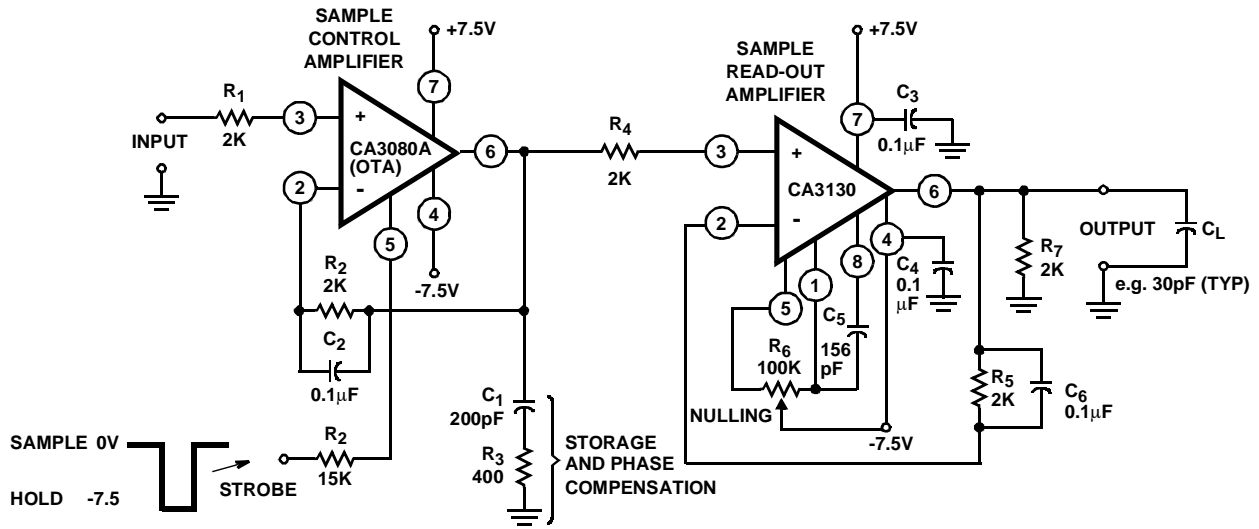 SAMPLE
CONTROL
AMPLIFIER
+7.5V
7
R1
2K
3
+
INPUT
CA3080A
(OTA)
6
2
-
4
5
-7.5V
R2
2K
C2
0.1µF
C1
200pF
R3
400
STORAGE
AND PHASE
COMPENSATION
SAMPLE 0V
HOLD -7.5
STROBE
R2
15K
R4
2K
SAMPLE
READ-OUT
AMPLIFIER
+7.5V
7
C3
0.1µF
3
+
CA3130
6
2
-
4
8
1
5
C4
0.1
µF
C5
156
pF
R6
100K
NULLING
-7.5V
R7
2K
OUTPUT
CL
e.g. 30pF (TYP)
R5
2K
C6
0.1µF